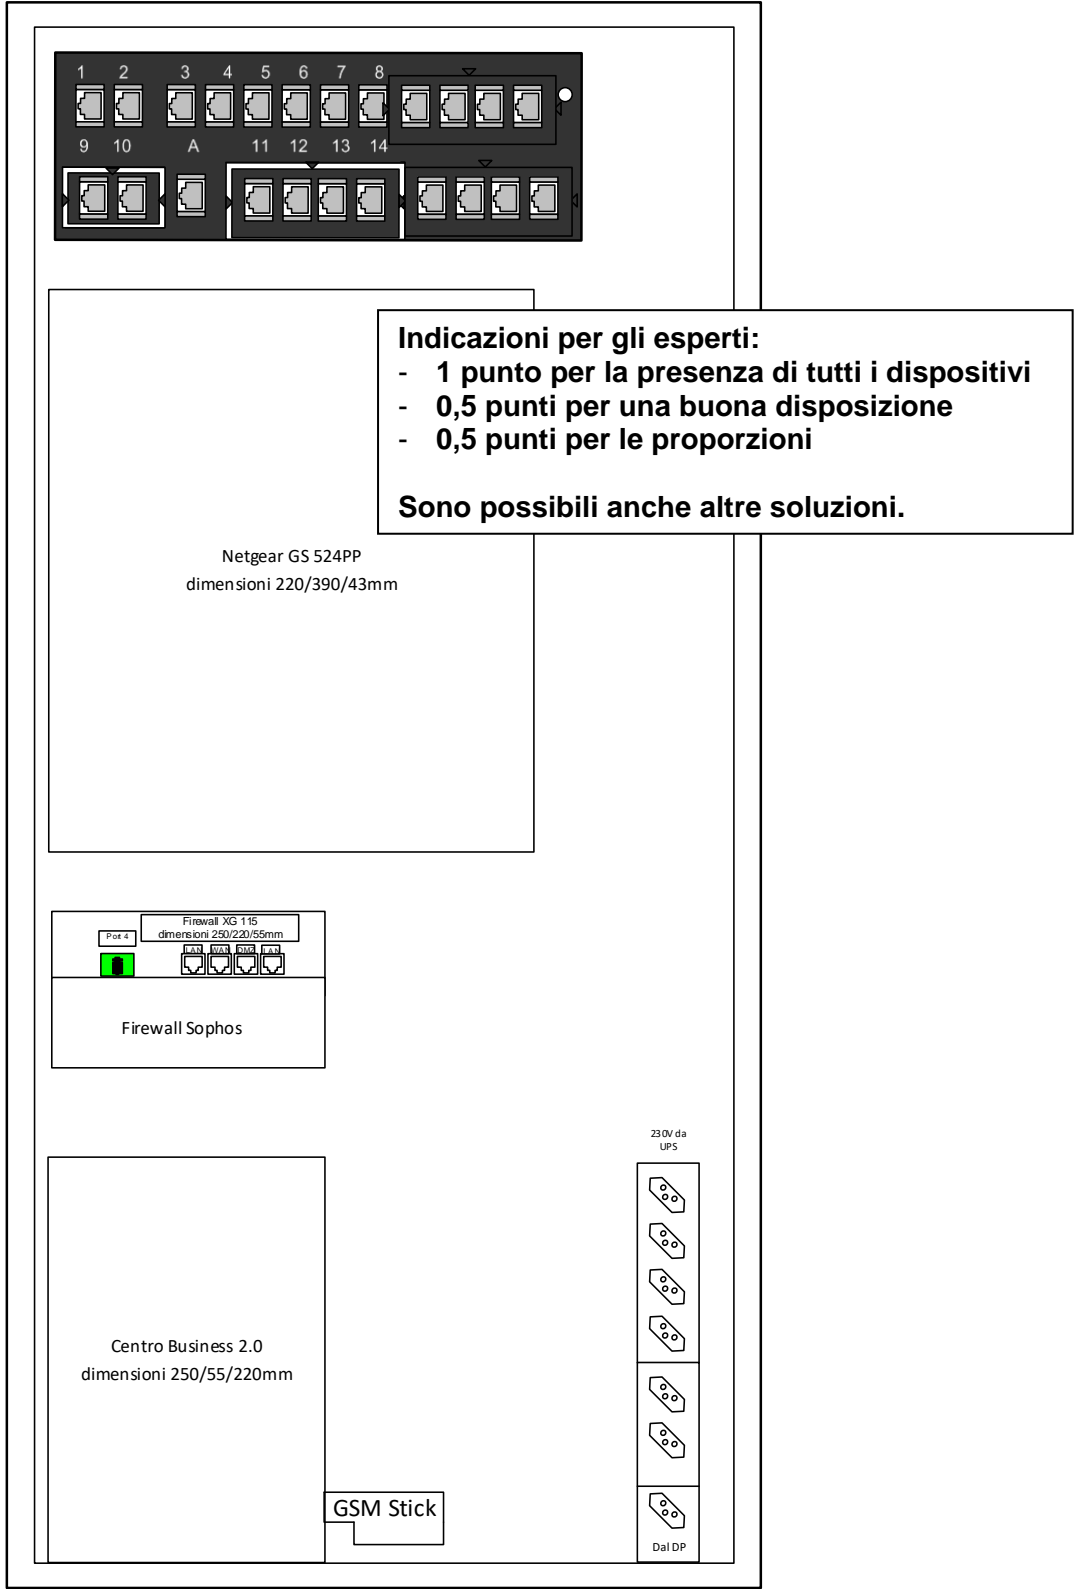 1 2 3 4 5 6 7 8
9 10 A 11 12 13 14
Indicazioni per gli esperti:
- 1 punto per la presenza di tutti i dispositivi
- 0,5 punti per una buona disposizione
- 0,5 punti per le proporzioni
Sono possibili anche altre soluzioni.
Netgear GS 524PP
dimensioni 220/390/43mm
Firewall XG 115
dimensioni 250/220/55mm
Port 4
LAN WAN DMZ LAN
Firewall Sophos
230V da
UPS
Centro Business 2.0
dimensioni 250/55/220mm
GSM Stick
Dal DP